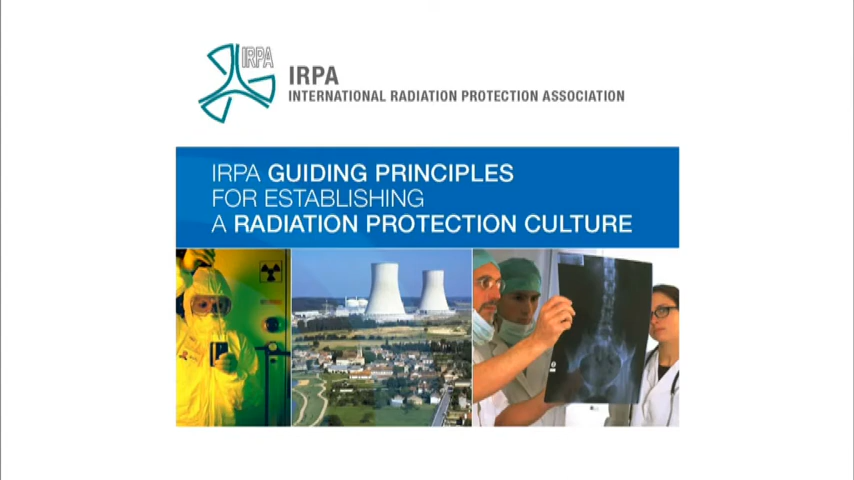 IRPA
IRPA
INTERNATIONAL RADIATION PROTECTION ASSOCIATION
IRPA GUIDING PRINCIPLES
FOR ESTABLISHING
A RADIATION PROTECTION CULTURE